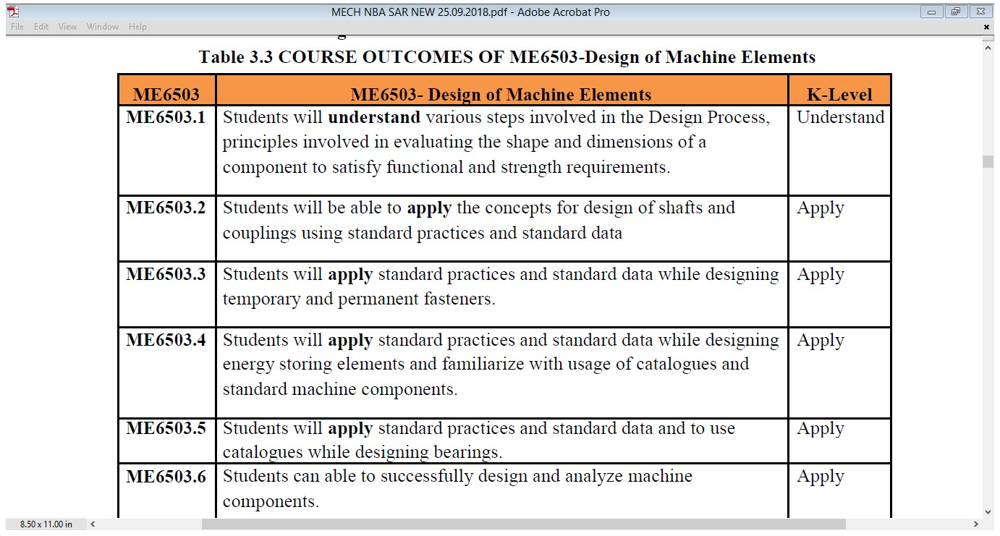 MECH NBA SAR NEW 25.09.2018.pdf - Adobe Acrobat Pro
File Edit View Window Help
Table 3.3 COURSE OUTCOMES OF ME6503-Design of Machine Elements
ME6503 ME6503- Design of Machine Elements K-Level
ME6503.1 Students will understand various steps involved in the Design Process, Understand
principles involved in evaluating the shape and dimensions of a
component to satisfy functional and strength requirements.
ME6503.2 Students will be able to apply the concepts for design of shafts and Apply
couplings using standard practices and standard data
ME6503.3 Students will apply standard practices and standard data while designing Apply
temporary and permanent fasteners.
ME6503.4 Students will apply standard practices and standard data while designing Apply
energy storing elements and familiarize with usage of catalogues and
standard machine components.
ME6503.5 Students will apply standard practices and standard data and to use Apply
catalogues while designing bearings.
ME6503.6 Students can able to successfully design and analyze machine Apply
components.
8.50 x 11.00 in